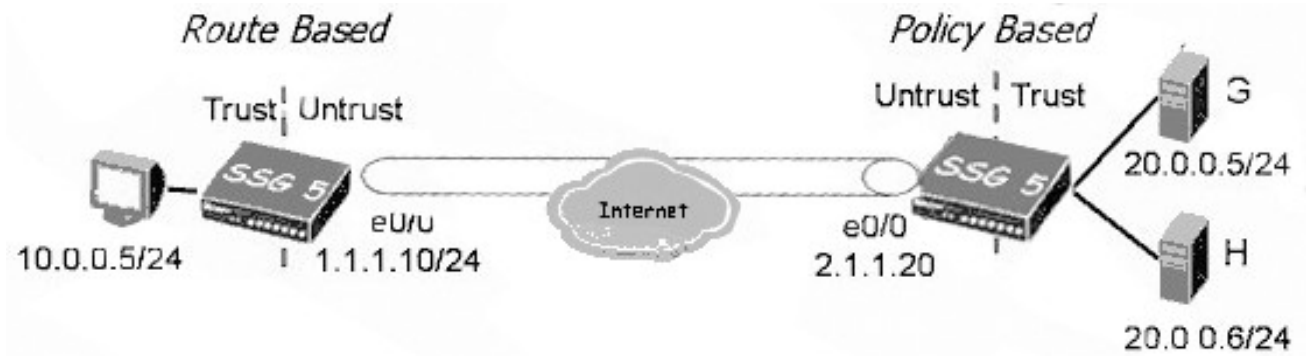 Route Based
Policy Based
Trust
Untrust
Untrust
Trust
G
SSG 5
SSG 5
20.0.0.5/24
Internet
e0/0
e0/0
10.0.0.5/24
1.1.1.10/24
2.1.1.20
H
20.0 0.6/24